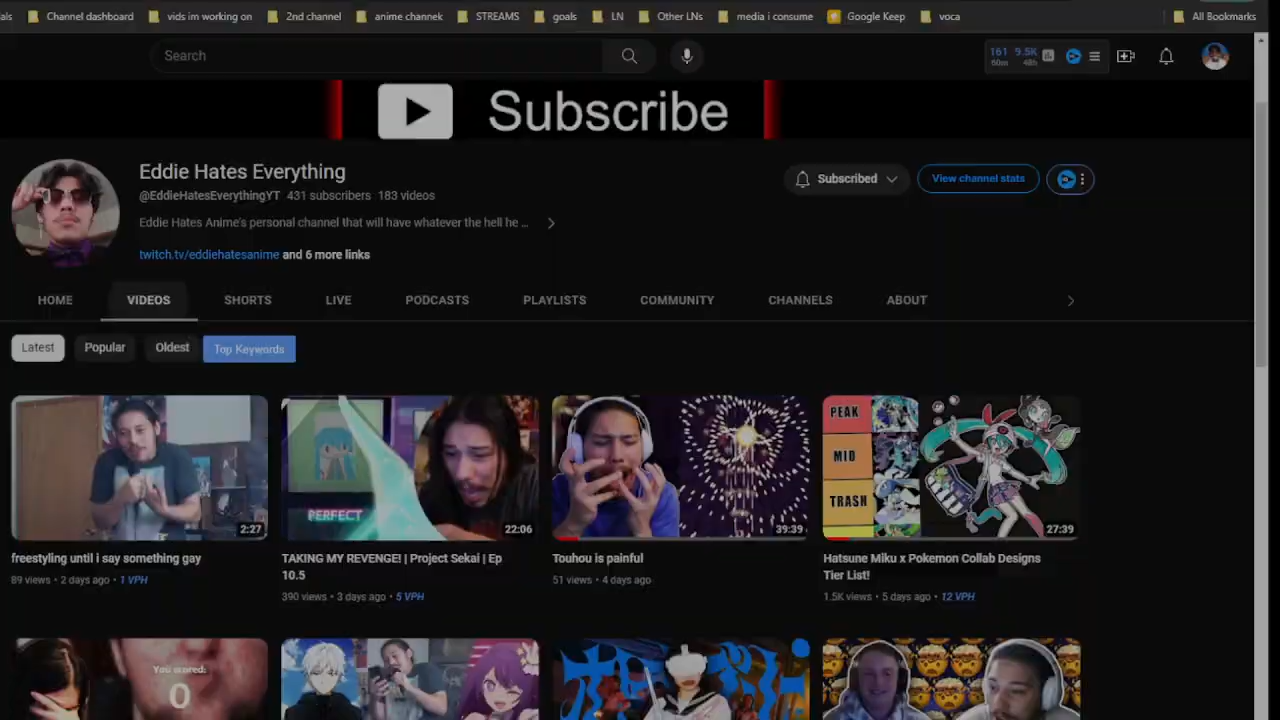 Channel dashboard
vids im working on
2nd channel
anime channek
STREAMS
goals
LN
Other LNs
media i consume
Google Keep
voca
All Bookmarks
Search
161 9.5K
60m 48h
Subscribe
Eddie Hates Everything
@EddieHatesEverythingYT 431 subscribers 183 videos
Subscribed
View channel stats
Eddie Hates Anime's personal channel that will have whatever the hell he ...
twitch.tv/eddiehatesanime and 6 more links
HOME VIDEOS SHORTS LIVE PODCASTS PLAYLISTS COMMUNITY CHANNELS ABOUT
Latest Popular Oldest Top Keywords
2:27
PERFECT
22:06
39:39
PEAK
MID
TRASH
27:39
freestyling until i say something gay
89 views • 2 days ago • 1 VPH
TAKING MY REVENGE! | Project Sekai | Ep
10.5
390 views • 3 days ago • 5 VPH
Touhou is painful
51 views • 4 days ago
Hatsune Miku x Pokemon Collab Designs
Tier List!
1.5K views • 5 days ago • 12 VPH
You scored:
0